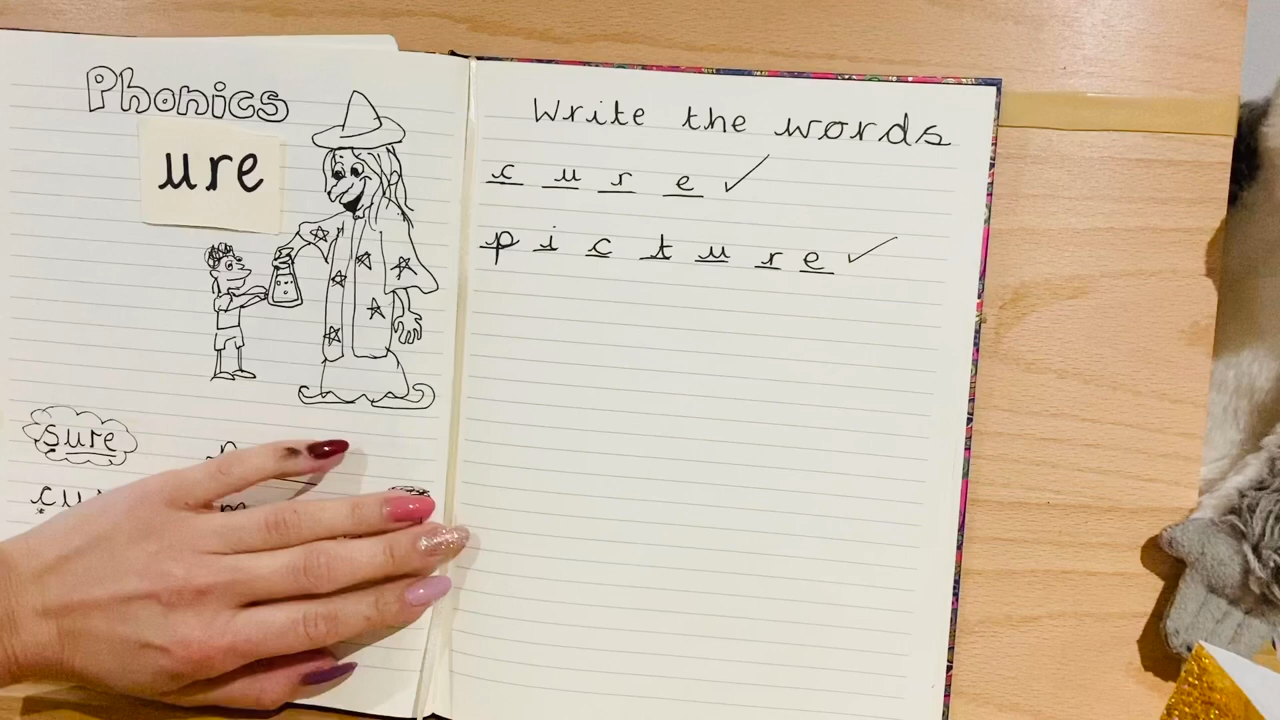 Phonics
ure
sure
Write the words
c u r e
p i c t u r e